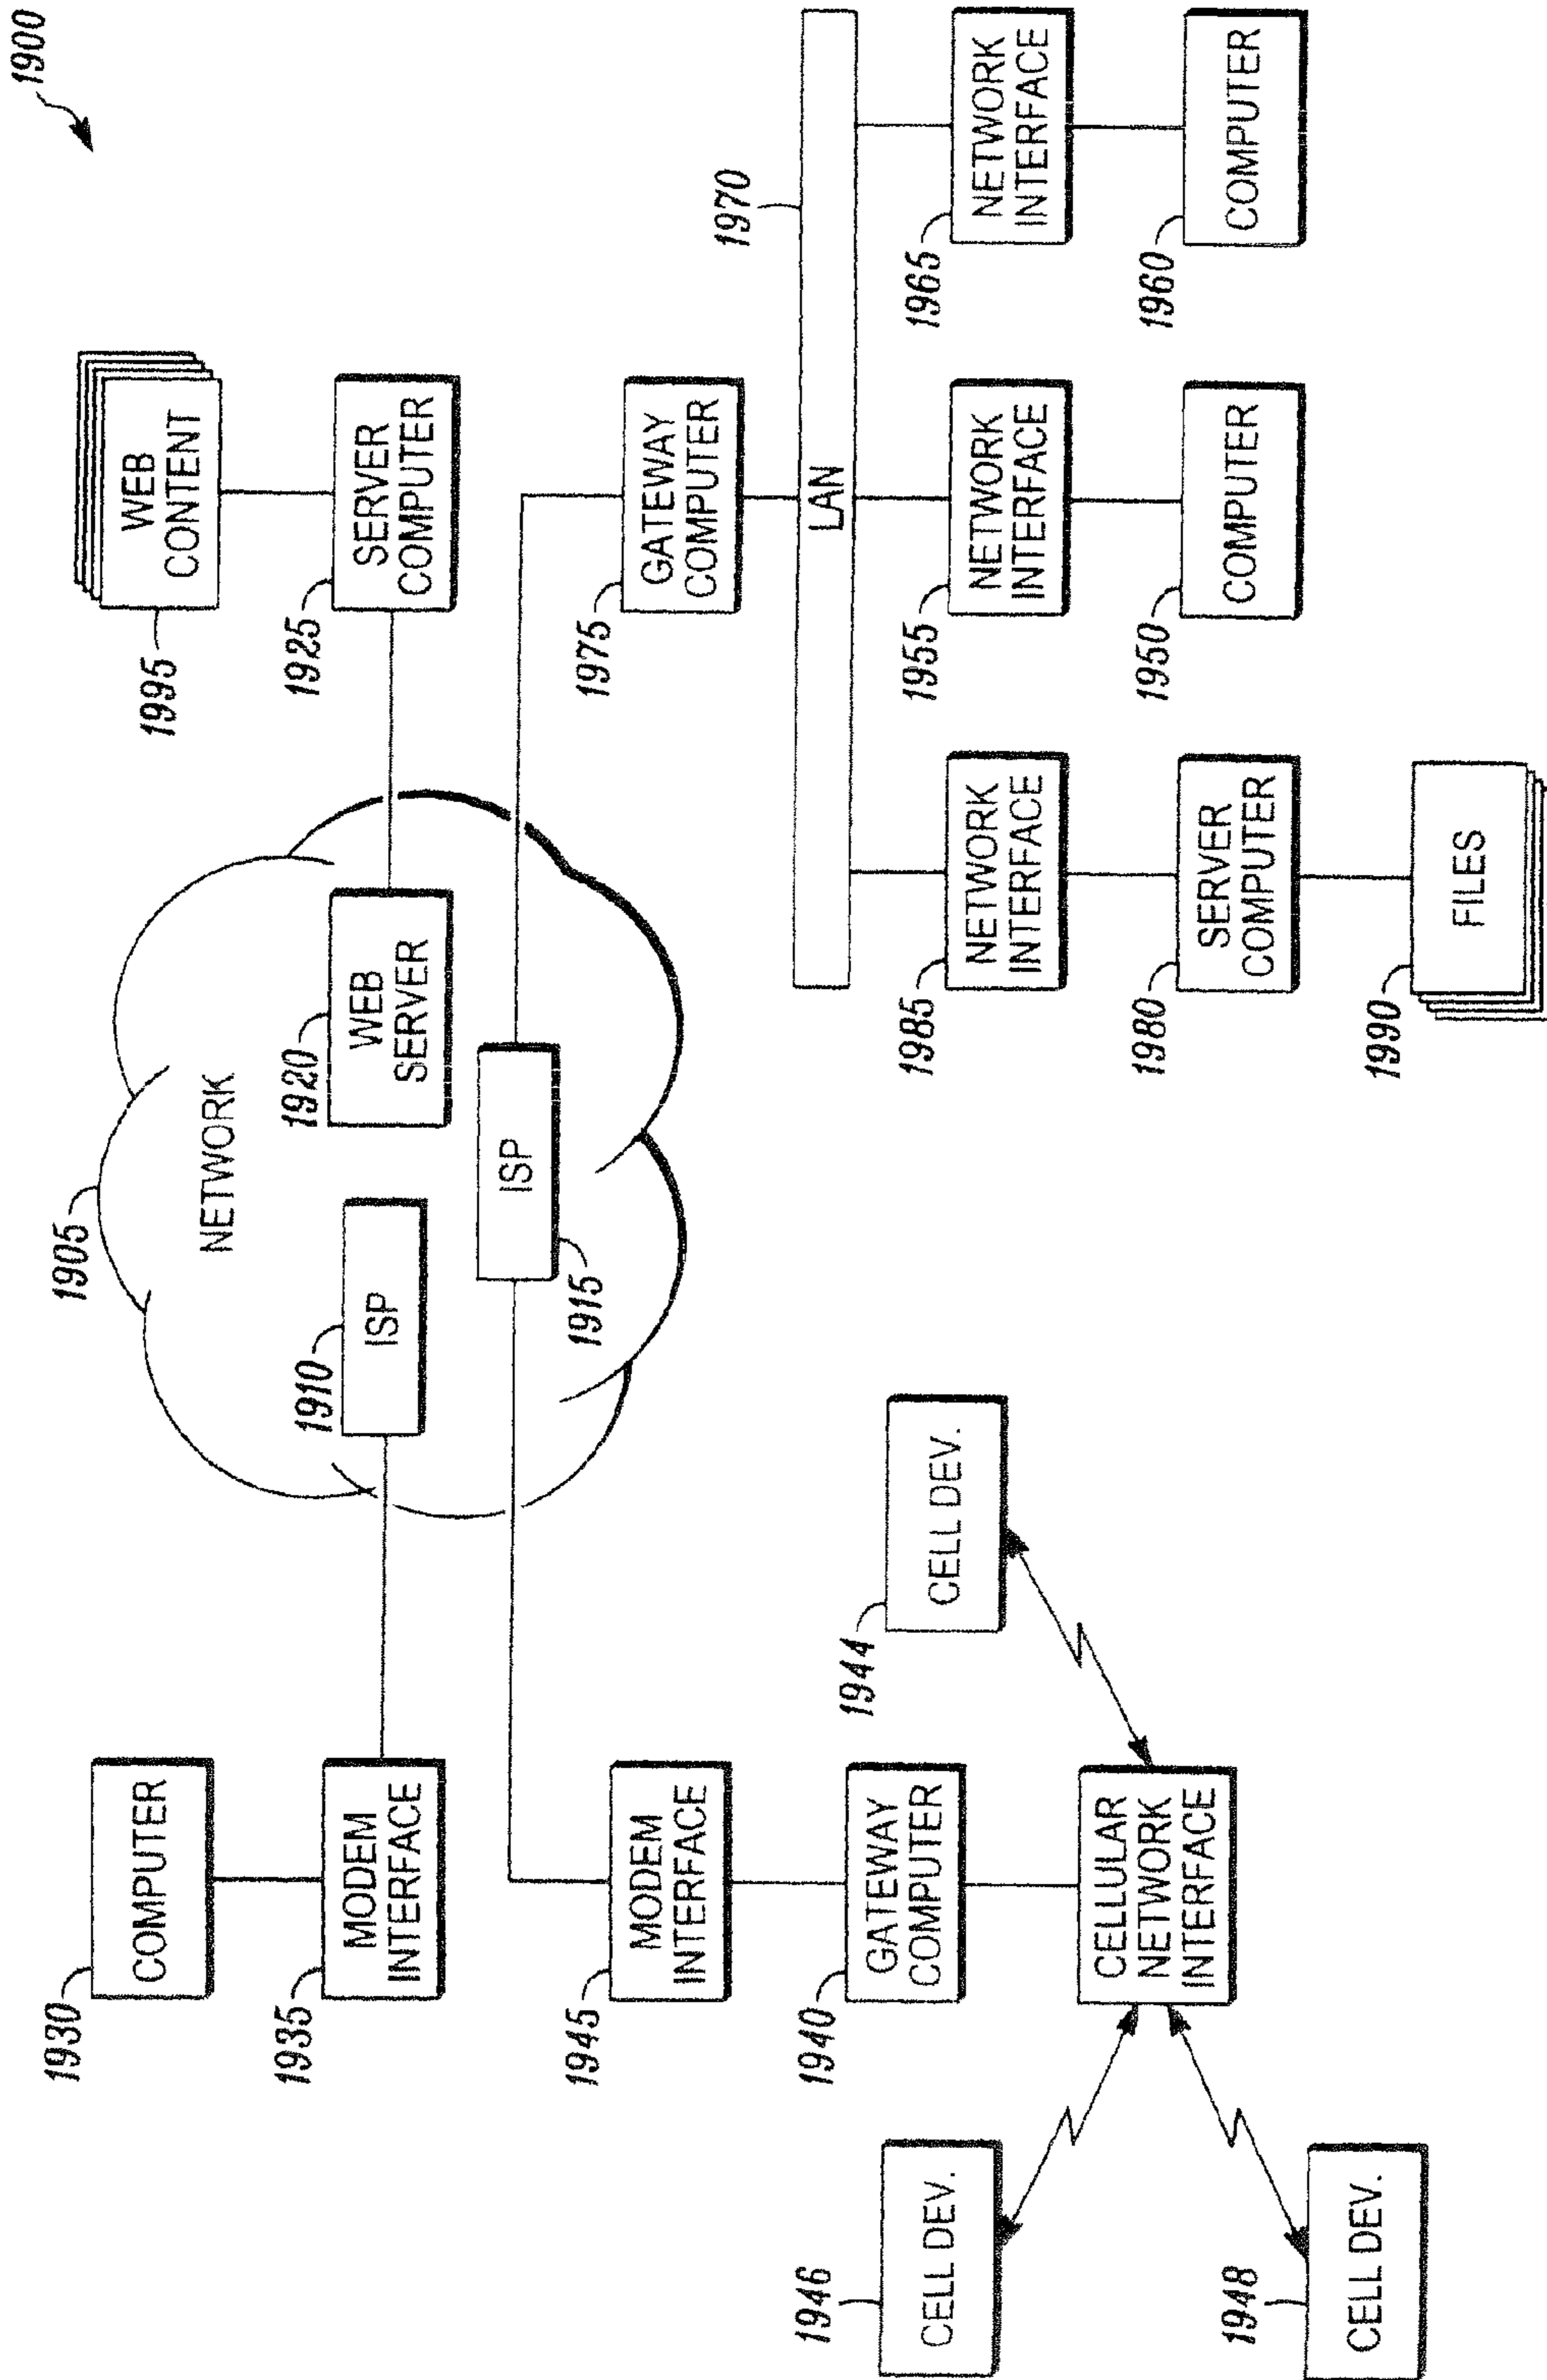 1900
1905
NETWORK
1930
COMPUTER
1935
MODEM
INTERFACE
1910
ISP
1920
WEB
SERVER
1995
WEB
CONTENT
1925
SERVER
COMPUTER
1915
ISP
1945
MODEM
INTERFACE
1975
GATEWAY
COMPUTER
1970
LAN
1940
GATEWAY
COMPUTER
1944
CELL DEV.
1946
CELL DEV.
CELLULAR
NETWORK
INTERFACE
1948
CELL DEV.
1985
NETWORK
INTERFACE
1955
NETWORK
INTERFACE
1965
NETWORK
INTERFACE
1980
SERVER
COMPUTER
1950
COMPUTER
1960
COMPUTER
1990
FILES